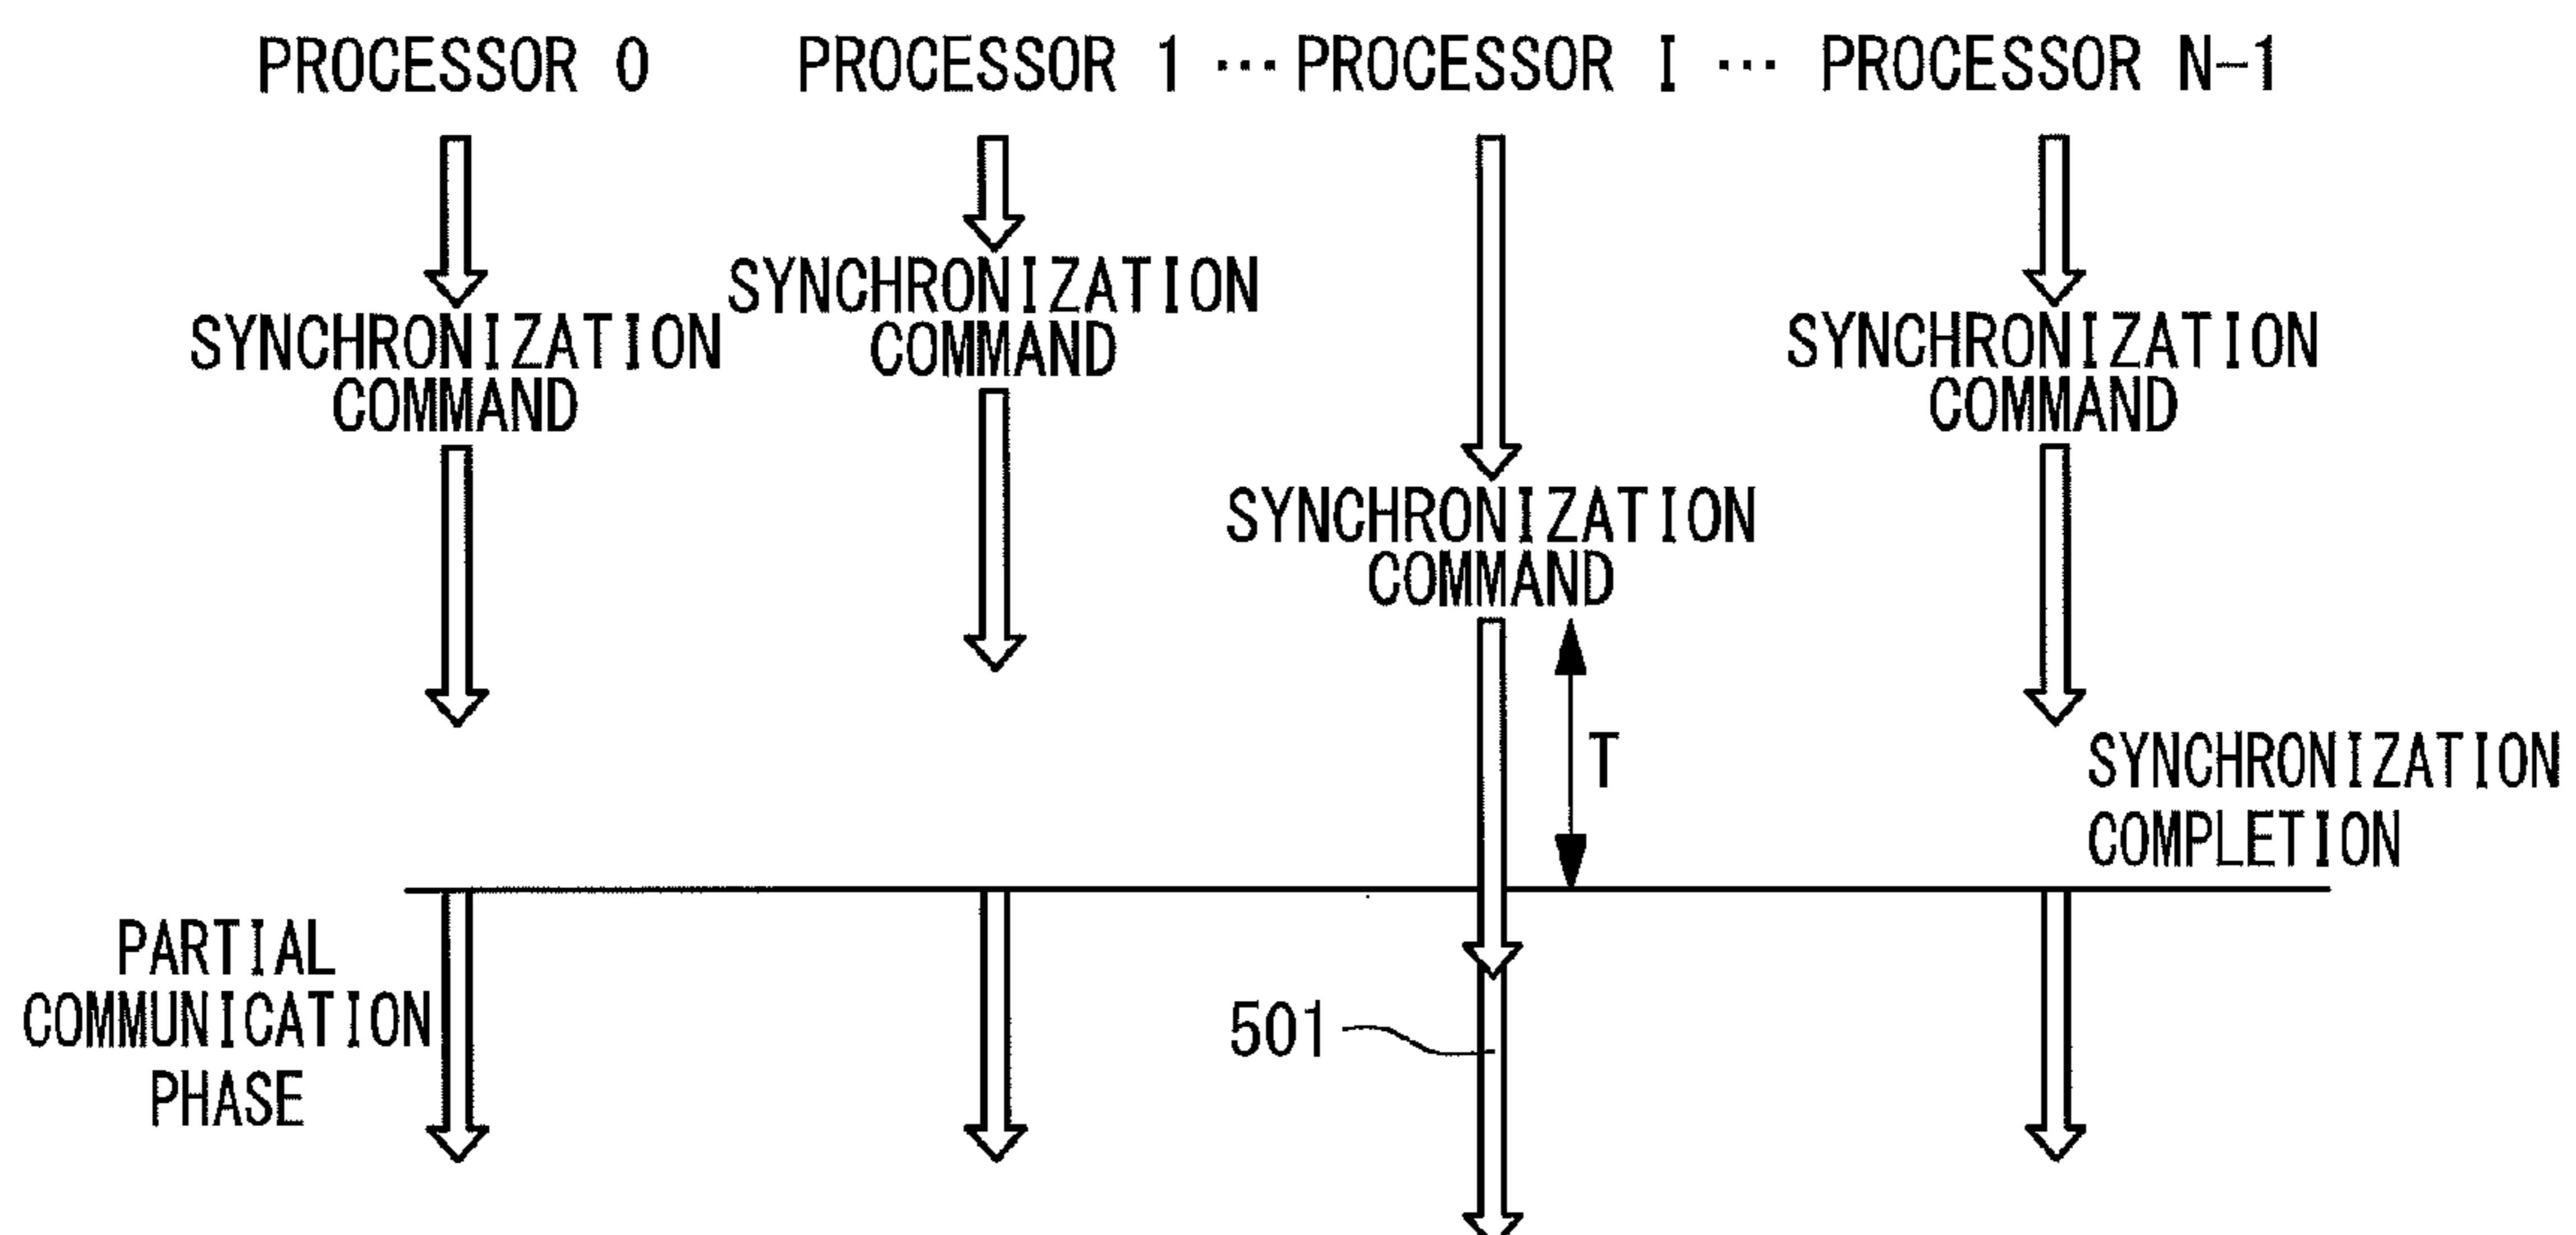 PROCESSOR 0 PROCESSOR 1 ··· PROCESSOR I ··· PROCESSOR N-1
SYNCHRONIZATION
COMMAND
SYNCHRONIZATION
COMMAND
SYNCHRONIZATION
COMMAND
SYNCHRONIZATION
COMMAND
T
SYNCHRONIZATION
COMPLETION
PARTIAL
COMMUNICATION
PHASE
501